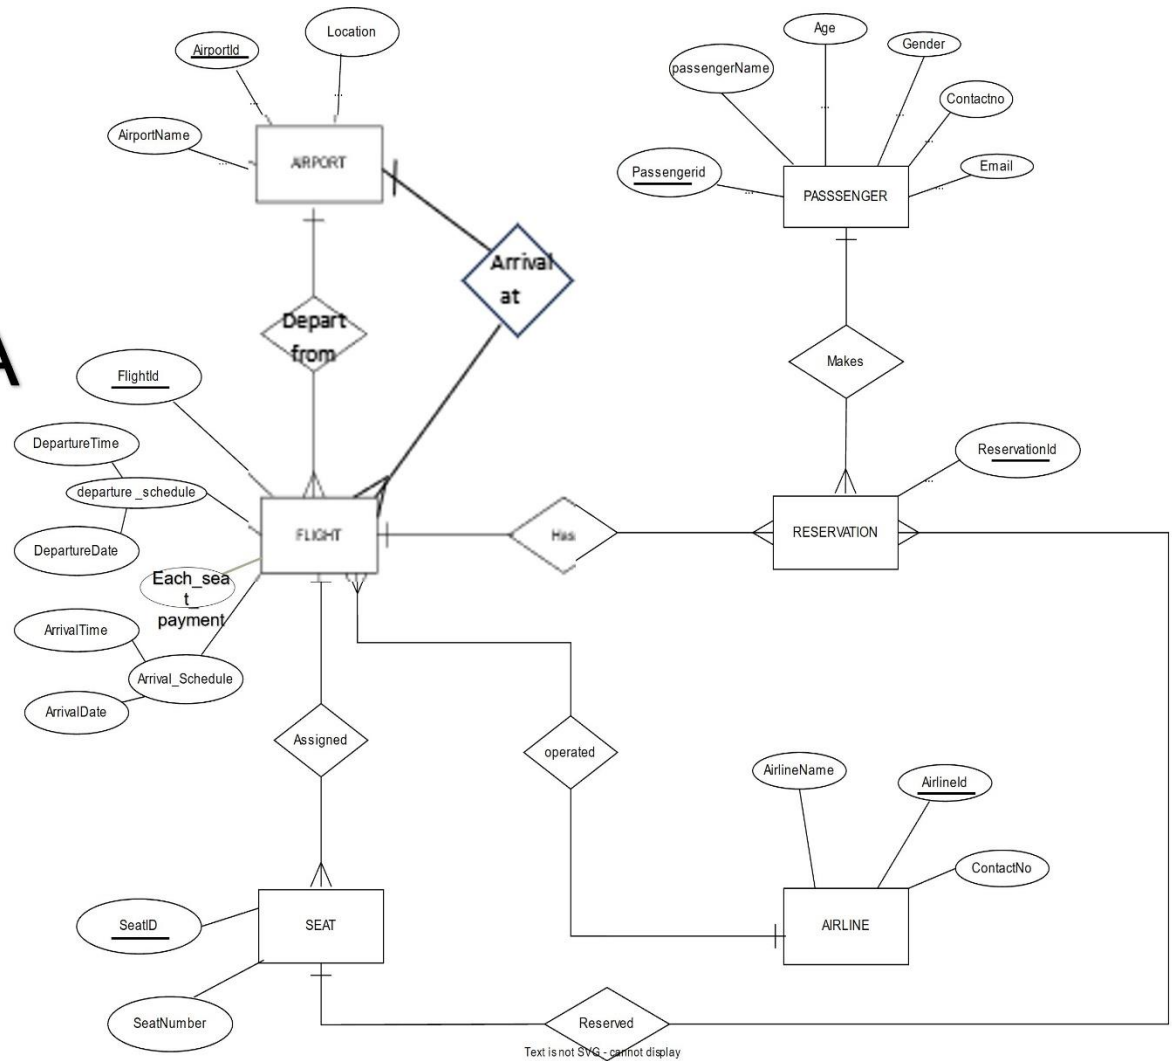 Location
AirportId
AirportName
AIRPORT
Age
Gender
passengerName
Contactno
Passengerid
Email
PASSSENGER
Arrival
at
Depart
from
Makes
A
FlightId
DepartureTime
departure _schedule
DepartureDate
ReservationId
FLIGHT
Has
RESERVATION
Each_sea
t_
payment
ArrivalTime
Arrival_Schedule
ArrivalDate
Assigned
operated
AirlineName
AirlineId
ContactNo
SeatID
SEAT
AIRLINE
SeatNumber
Reserved
Text is not SVG - cannot display